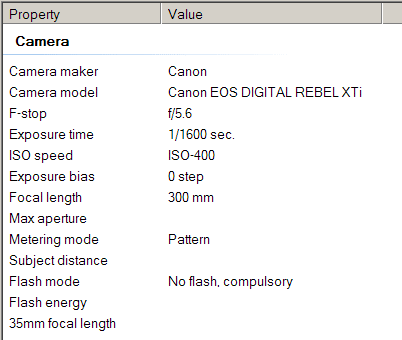 Property Value
Camera
Camera maker Canon
Camera model Canon EOS DIGITAL REBEL XTi
F-stop f/5.6
Exposure time 1/1600 sec.
ISO speed ISO-400
Exposure bias 0 step
Focal length 300 mm
Max aperture
Metering mode Pattern
Subject distance
Flash mode No flash, compulsory
Flash energy
35mm focal length